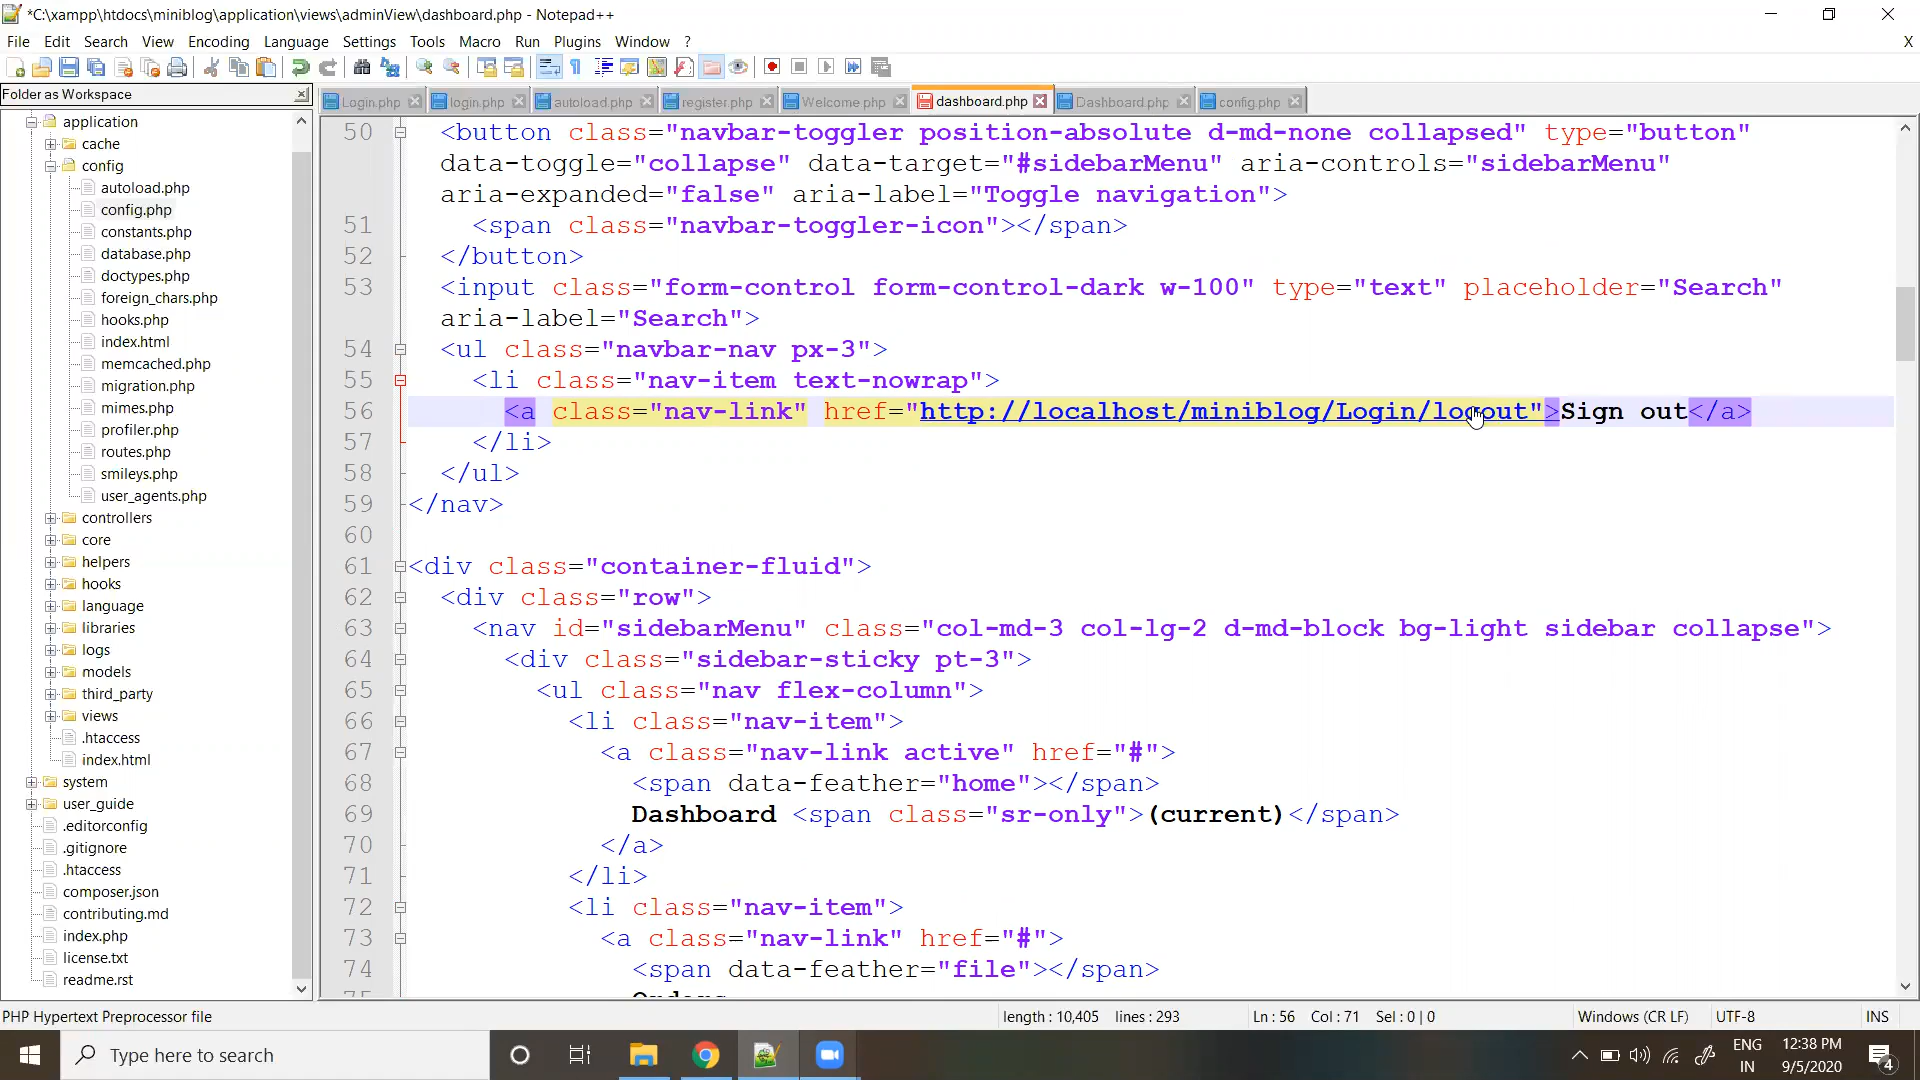 *C:\xampp\htdocs\miniblog\application\views\adminView\dashboard.php - Notepad++
File Edit Search View Encoding Language Settings Tools Macro Run Plugins Window ? X
Folder as Workspace
Login.php login.php autoload.php register.php Welcome.php dashboard.php Dashboard.php config.php
application
cache
config
autoload.php
config.php
constants.php
database.php
doctypes.php
foreign_chars.php
hooks.php
index.html
memcached.php
migration.php
mimes.php
profiler.php
routes.php
smileys.php
user_agents.php
controllers
core
helpers
hooks
language
libraries
logs
models
third_party
views
.htaccess
index.html
system
user_guide
.editorconfig
.gitignore
.htaccess
composer.json
contributing.md
index.php
license.txt
readme.rst
50 <button class="navbar-toggler position-absolute d-md-none collapsed" type="button"
data-toggle="collapse" data-target="#sidebarMenu" aria-controls="sidebarMenu"
aria-expanded="false" aria-label="Toggle navigation">
51 <span class="navbar-toggler-icon"></span>
52 </button>
53 <input class="form-control form-control-dark w-100" type="text" placeholder="Search"
aria-label="Search">
54 <ul class="navbar-nav px-3">
55 <li class="nav-item text-nowrap">
56 <a class="nav-link" href="http://localhost/miniblog/Login/logout">Sign out</a>
57 </li>
58 </ul>
59 </nav>
60
61 <div class="container-fluid">
62 <div class="row">
63 <nav id="sidebarMenu" class="col-md-3 col-lg-2 d-md-block bg-light sidebar collapse">
64 <div class="sidebar-sticky pt-3">
65 <ul class="nav flex-column">
66 <li class="nav-item">
67 <a class="nav-link active" href="#">
68 <span data-feather="home"></span>
69 Dashboard <span class="sr-only">(current)</span>
70 </a>
71 </li>
72 <li class="nav-item">
73 <a class="nav-link" href="#">
74 <span data-feather="file"></span>
75 Orders
PHP Hypertext Preprocessor file length : 10,405 lines : 293 Ln : 56 Col : 71 Sel : 0 | 0 Windows (CR LF) UTF-8 INS
Type here to search
ENG
IN
12:38 PM
9/5/2020
4